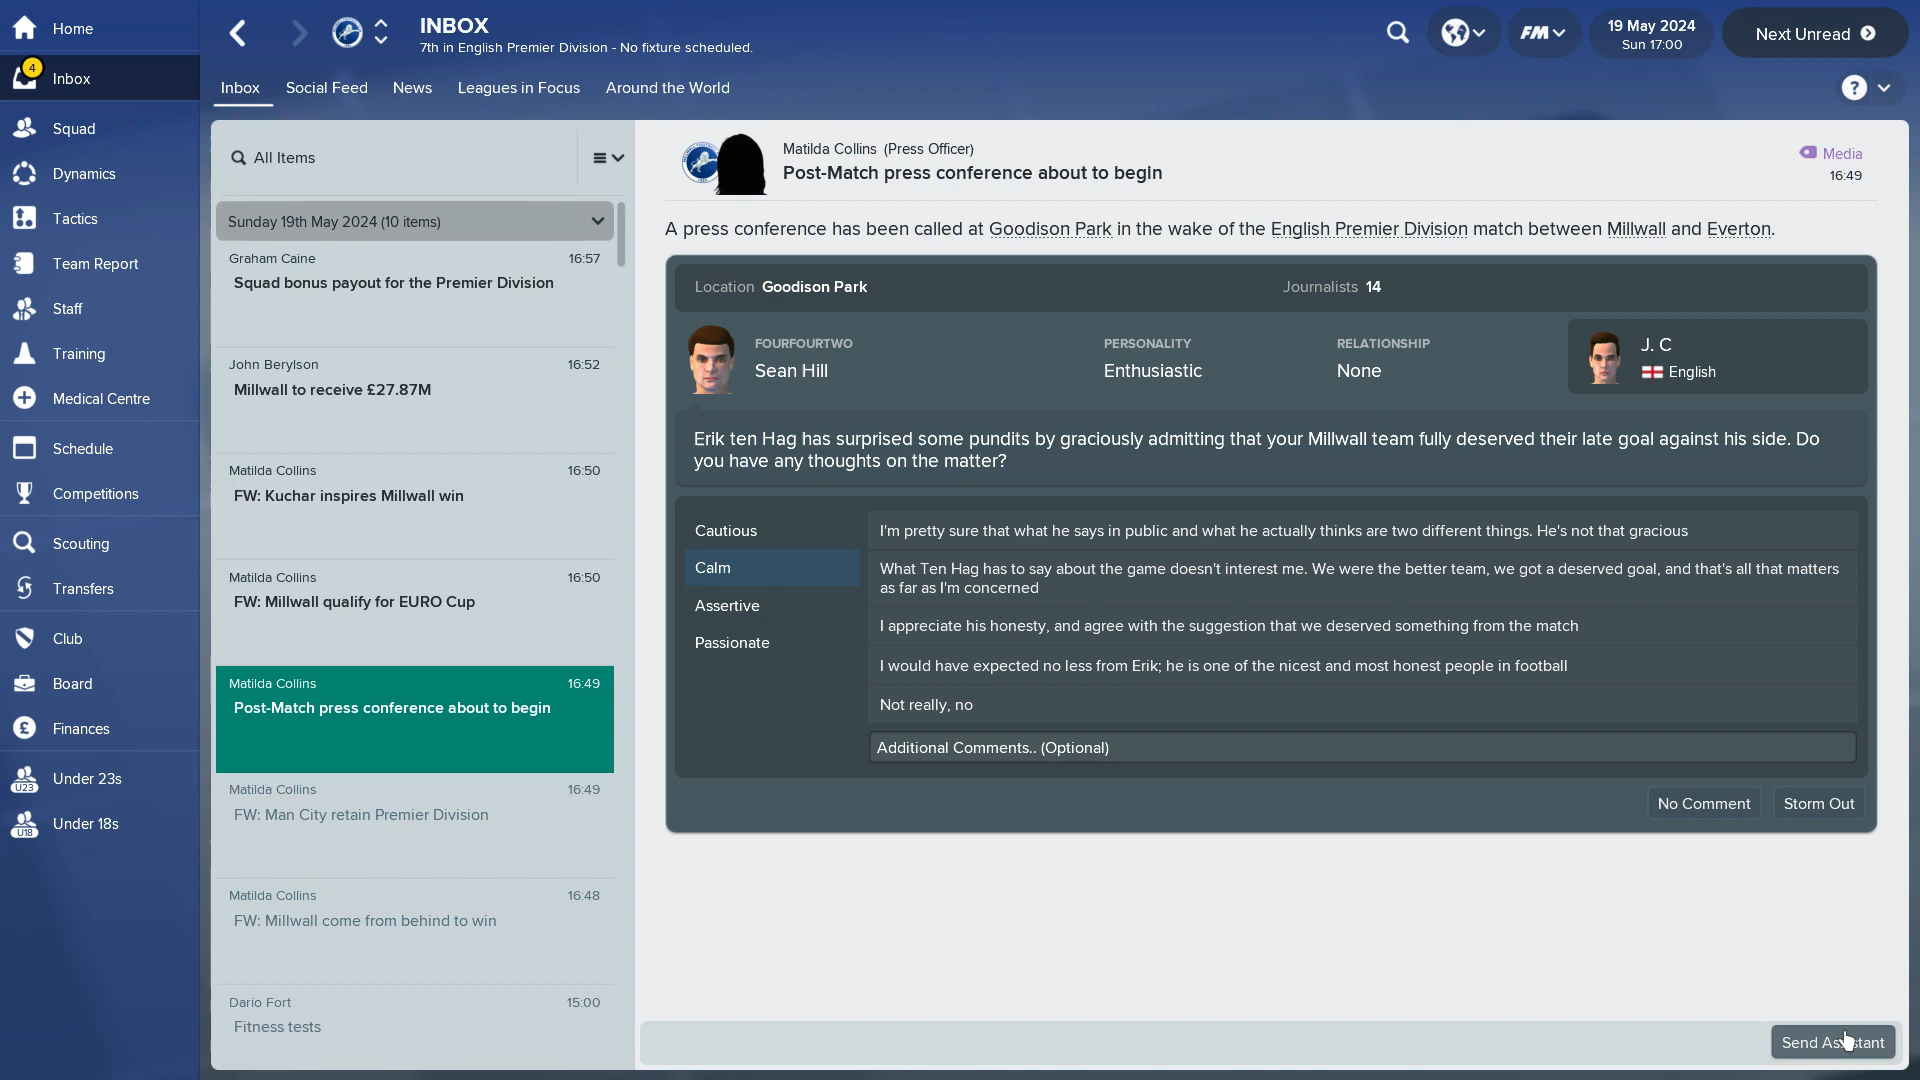 Home
4
Inbox
Squad
Dynamics
Tactics
Team Report
Staff
Training
Medical Centre
Schedule
Competitions
Scouting
Transfers
Club
Board
Finances
U23
Under 23s
U18
Under 18s
INBOX
7th in English Premier Division - No fixture scheduled.
FM
19 May 2024
Sun 17:00
Next Unread
Inbox
Social Feed
News
Leagues in Focus
Around the World
?
All Items
Sunday 19th May 2024 (10 items)
Graham Caine 16:57
Squad bonus payout for the Premier Division
John Berylson 16:52
Millwall to receive £27.87M
Matilda Collins 16:50
FW: Kuchar inspires Millwall win
Matilda Collins 16:50
FW: Millwall qualify for EURO Cup
Matilda Collins 16:49
Post-Match press conference about to begin
Matilda Collins 16:49
FW: Man City retain Premier Division
Matilda Collins 16:48
FW: Millwall come from behind to win
Dario Fort 15:00
Fitness tests
Matilda Collins (Press Officer)
Post-Match press conference about to begin
Media
16:49
A press conference has been called at Goodison Park in the wake of the English Premier Division match between Millwall and Everton.
Location Goodison Park
Journalists 14
FOURFOURTWO
Sean Hill
PERSONALITY
Enthusiastic
RELATIONSHIP
None
J. C
English
Erik ten Hag has surprised some pundits by graciously admitting that your Millwall team fully deserved their late goal against his side. Do
you have any thoughts on the matter?
Cautious
Calm
Assertive
Passionate
I'm pretty sure that what he says in public and what he actually thinks are two different things. He's not that gracious
What Ten Hag has to say about the game doesn't interest me. We were the better team, we got a deserved goal, and that's all that matters
as far as I'm concerned
I appreciate his honesty, and agree with the suggestion that we deserved something from the match
I would have expected no less from Erik; he is one of the nicest and most honest people in football
Not really, no
Additional Comments.. (Optional)
No Comment
Storm Out
Send Assistant